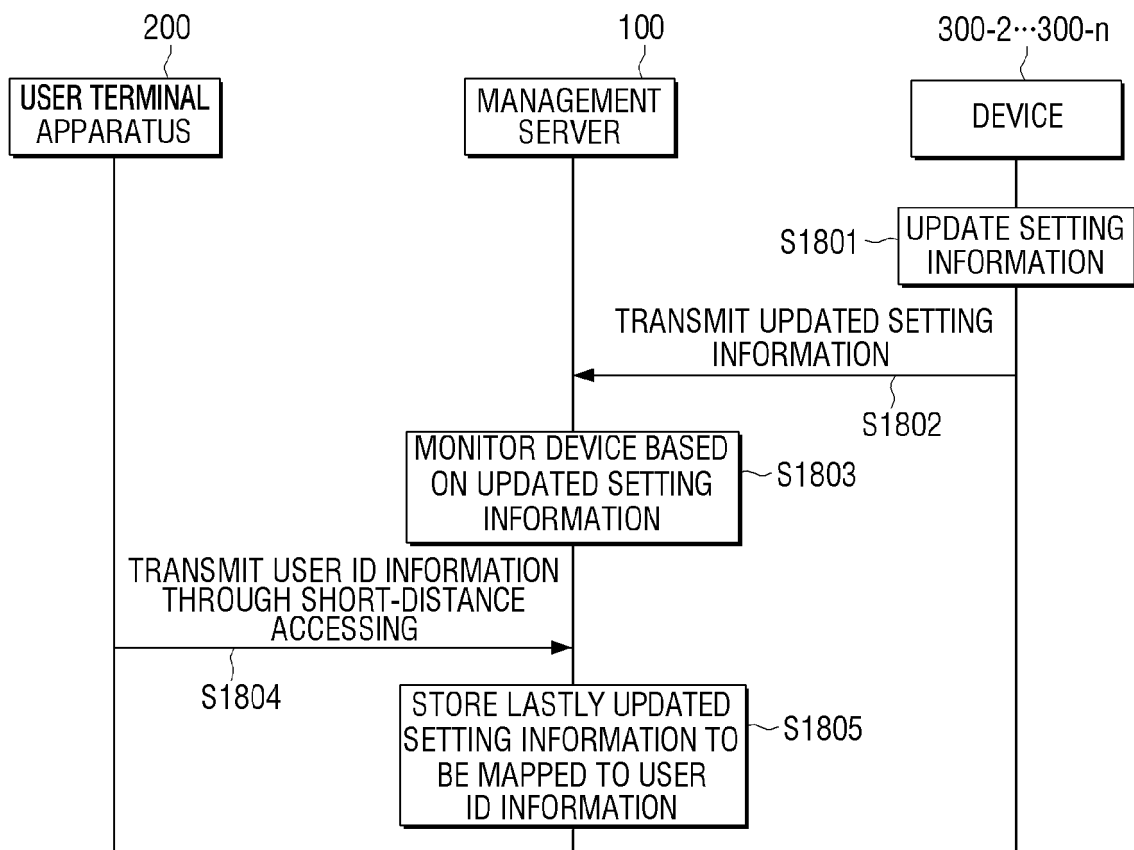 200
100
300-2···300-n
USER TERMINAL
APPARATUS
MANAGEMENT
SERVER
DEVICE
S1801
UPDATE SETTING
INFORMATION
TRANSMIT UPDATED SETTING
INFORMATION
S1802
MONITOR DEVICE BASED
ON UPDATED SETTING
INFORMATION
S1803
TRANSMIT USER ID INFORMATION
THROUGH SHORT-DISTANCE
ACCESSING
S1804
STORE LASTLY UPDATED
SETTING INFORMATION TO
BE MAPPED TO USER
ID INFORMATION
S1805